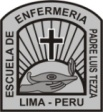 ESCUELA DE ENFERMERIA PADRE LUIS TEZZA
LIMA - PERU